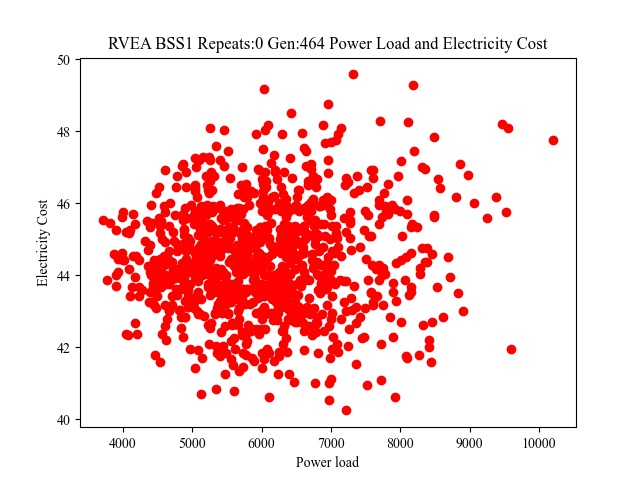 RVEA BSS1 Repeats:0 Gen:464 Power Load and Electricity Cost
50
48
46
44
42
40
Electricity Cost
4000 5000 6000 7000 8000 9000 10000
Power load